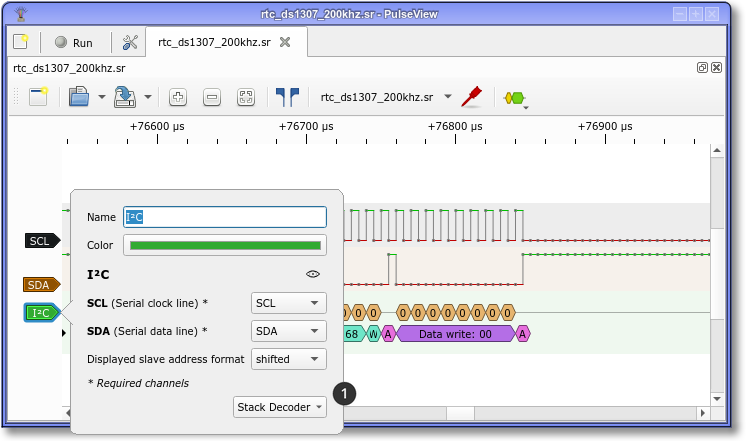 rtc_ds1307_200khz.sr - PulseView
Run
rtc_ds1307_200khz.sr
rtc_ds1307_200khz.sr
rtc_ds1307_200khz.sr
+76600 µs +76700 µs +76800 µs +76900 µs
Name I²C
Color
I²C
SCL (Serial clock line) * SCL
SDA (Serial data line) * SDA
Displayed slave address format shifted
* Required channels
Stack Decoder
1
SCL
SDA
I²C
0 0 0 0 0 0 0 0 0 0 0
68 W A Data write: 00 A